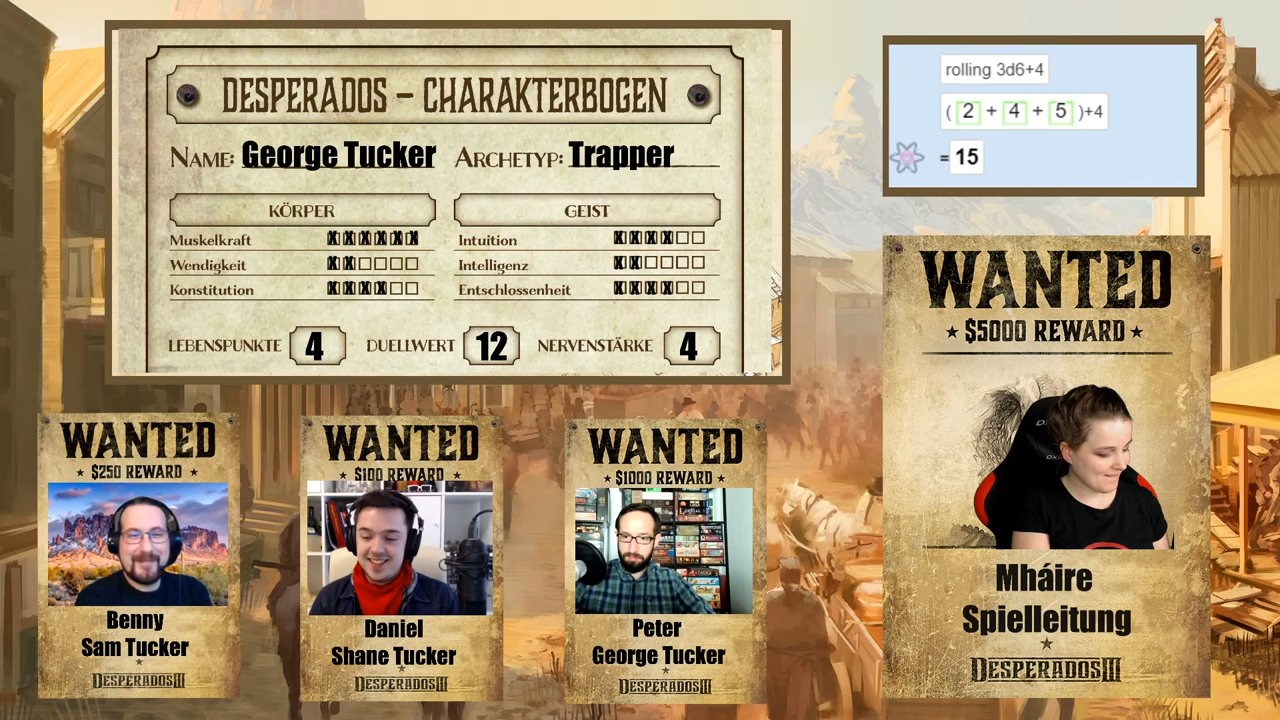 DESPERADOS – CHARAKTERBOGEN
NAME: George Tucker ARCHETYP: Trapper
KÖRPER
Muskelkraft
Wendigkeit
Konstitution
GEIST
Intuition
Intelligenz
Entschlossenheit
LEBENSPUNKTE 4 DUELLWERT 12 NERVENSTÄRKE 4
rolling 3d6+4
( 2 + 4 + 5 )+4
= 15
WANTED
★ $5000 REWARD ★
Mháire
Spielleitung
DESPERADOS III
WANTED
★ $250 REWARD ★
Benny
Sam Tucker
DESPERADOS III
WANTED
★ $100 REWARD ★
Daniel
Shane Tucker
DESPERADOS III
WANTED
★ $1000 REWARD ★
Peter
George Tucker
DESPERADOS III